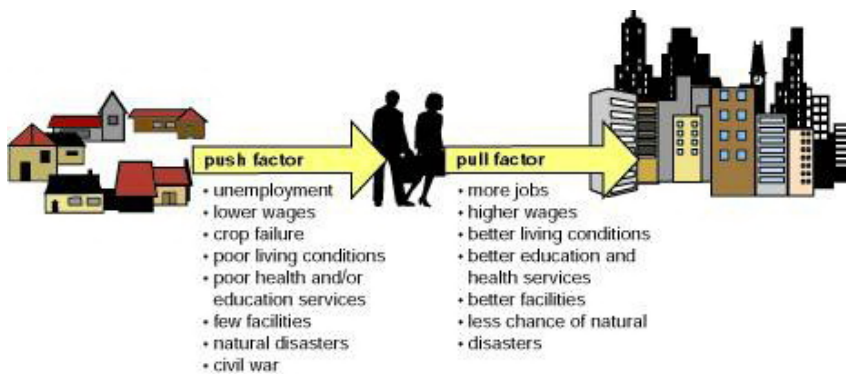 push factor
• unemployment
• lower wages
• crop failure
• poor living conditions
• poor health and/or
education services
• few facilities
• natural disasters
• civil war
pull factor
• more jobs
• higher wages
• better living conditions
• better education and
health services
• better facilities
• less chance of natural
• disasters